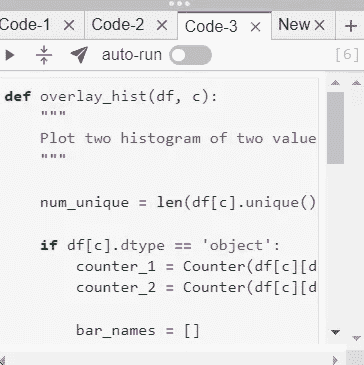 Code-1 × Code-2 × Code-3 × New × +
auto-run [6]
def overlay_hist(df, c):
"""
Plot two histogram of two value
"""
num_unique = len(df[c].unique()
if df[c].dtype == 'object':
counter_1 = Counter(df[c][d
counter_2 = Counter(df[c][d
bar_names = []